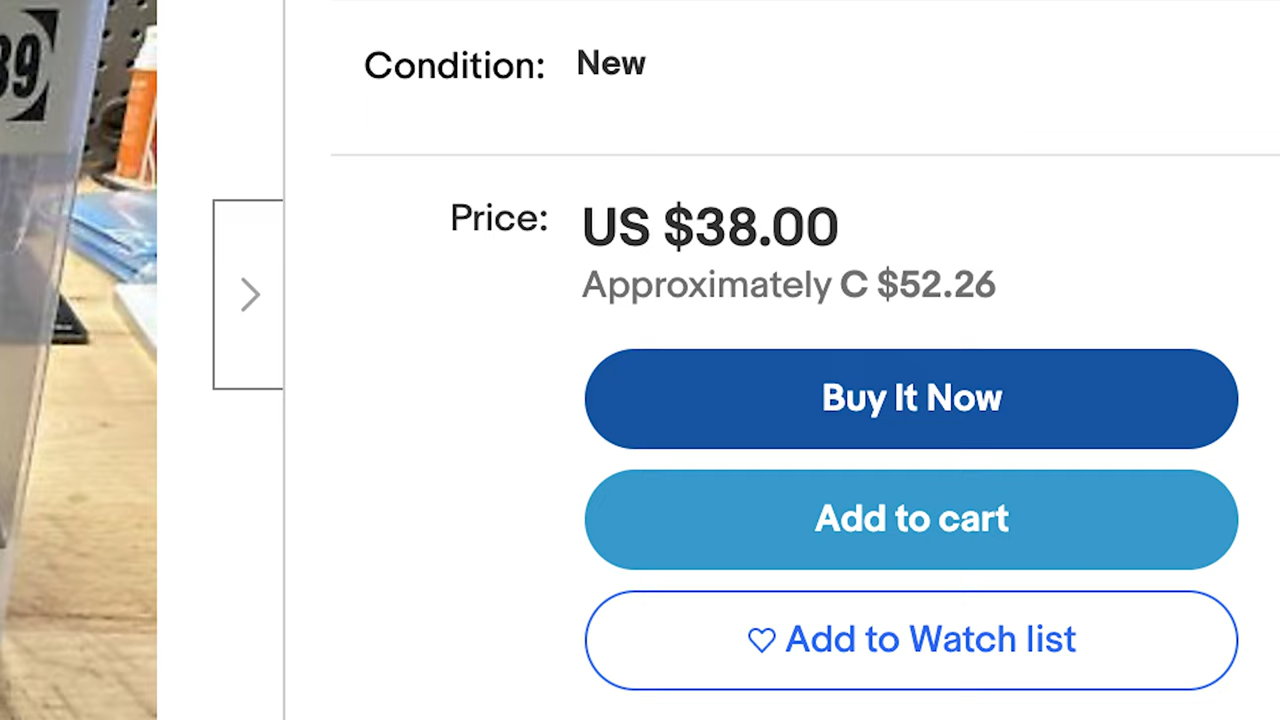 39
Condition: New
Price: US $38.00
Approximately C $52.26
Buy It Now
Add to cart
Add to Watch list